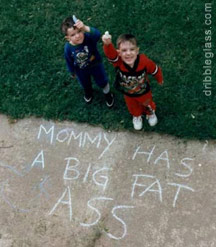 dribbleglass.com
MOMMY HAS
A BIG FAT
ASS